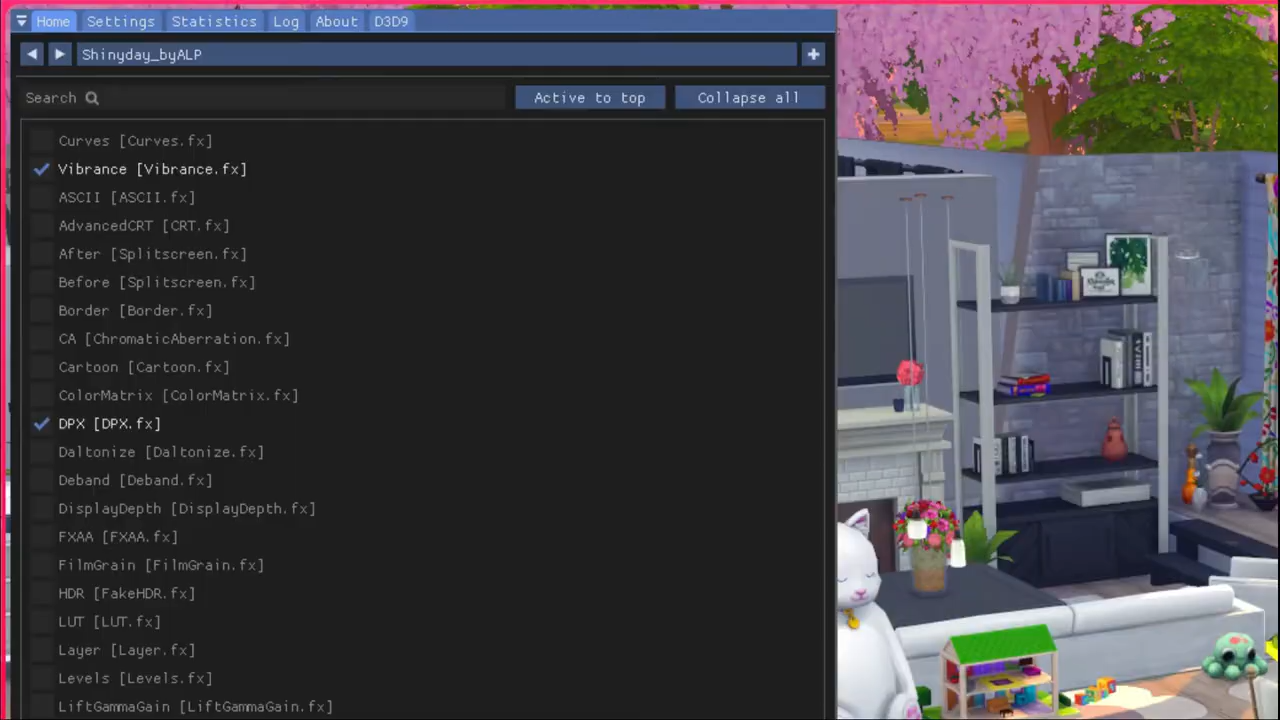 Home Settings Statistics Log About D3D9
Shinyday_byALP +
Search Active to top Collapse all
Curves [Curves.fx]
Vibrance [Vibrance.fx]
ASCII [ASCII.fx]
AdvancedCRT [CRT.fx]
After [Splitscreen.fx]
Before [Splitscreen.fx]
Border [Border.fx]
CA [ChromaticAberration.fx]
Cartoon [Cartoon.fx]
ColorMatrix [ColorMatrix.fx]
DPX [DPX.fx]
Daltonize [Daltonize.fx]
Deband [Deband.fx]
DisplayDepth [DisplayDepth.fx]
FXAA [FXAA.fx]
FilmGrain [FilmGrain.fx]
HDR [FakeHDR.fx]
LUT [LUT.fx]
Layer [Layer.fx]
Levels [Levels.fx]
LiftGammaGain [LiftGammaGain.fx]